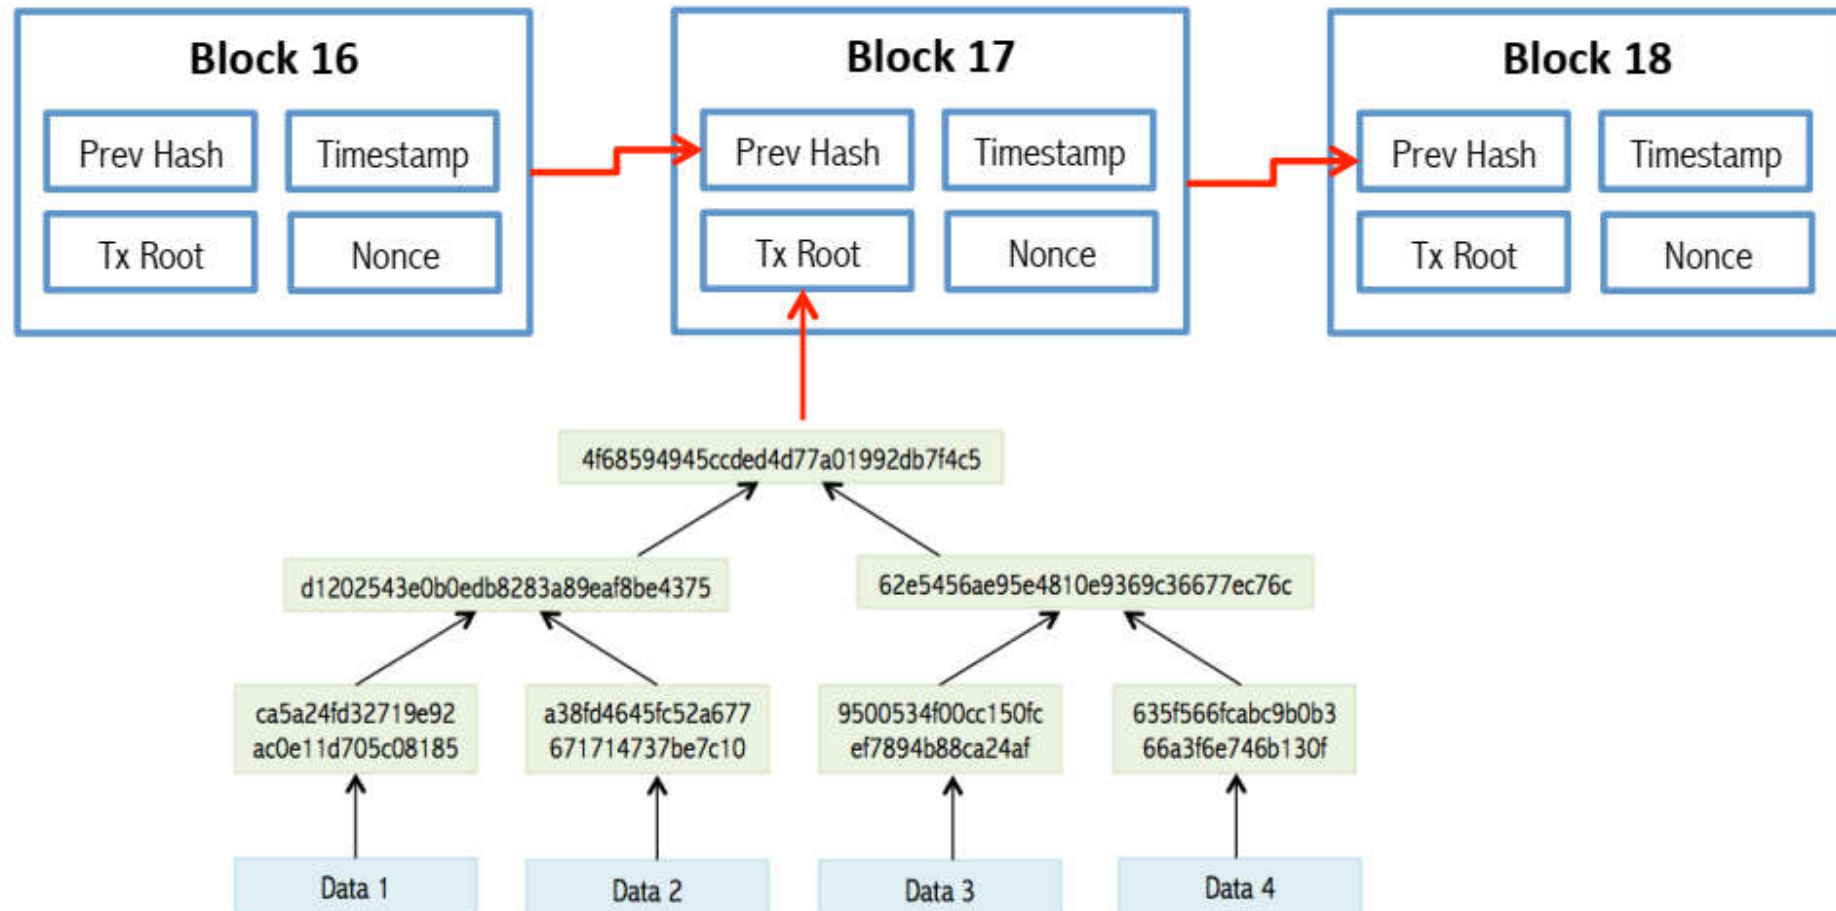 Block 16
Prev Hash
Timestamp
Tx Root
Nonce
Block 17
Prev Hash
Timestamp
Tx Root
Nonce
Block 18
Prev Hash
Timestamp
Tx Root
Nonce
4f68594945ccded4d77a01992db7f4c5
d1202543e0b0edb8283a89eaf8be4375
62e5456ae95e4810e9369c36677ec76c
ca5a24fd32719e92
ac0e11d705c08185
a38fd4645fc52a677
671714737be7c10
9500534f00cc150fc
ef7894b88ca24af
635f566fcabc9b0b3
66a3f6e746b130f
Data 1
Data 2
Data 3
Data 4